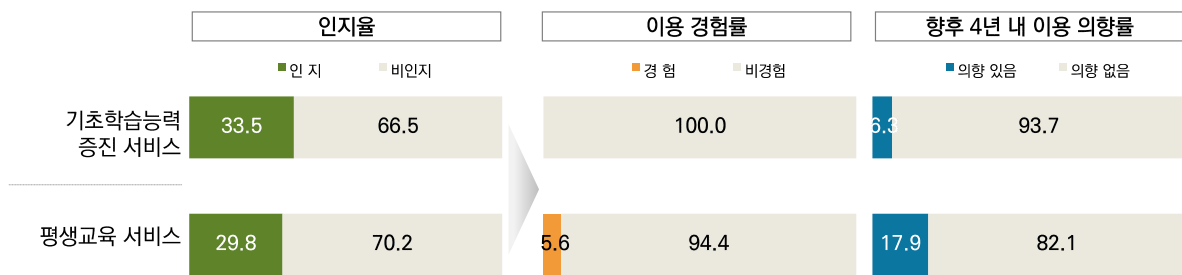 인지율
이용 경험률
향후 4년 내 이용 의향률
인 지 비인지
경 험 비경험
의향 있음 의향 없음
기초학습능력
증진 서비스
33.5 66.5
100.0
6.3 93.7
평생교육 서비스
29.8 70.2
5.6 94.4
17.9 82.1